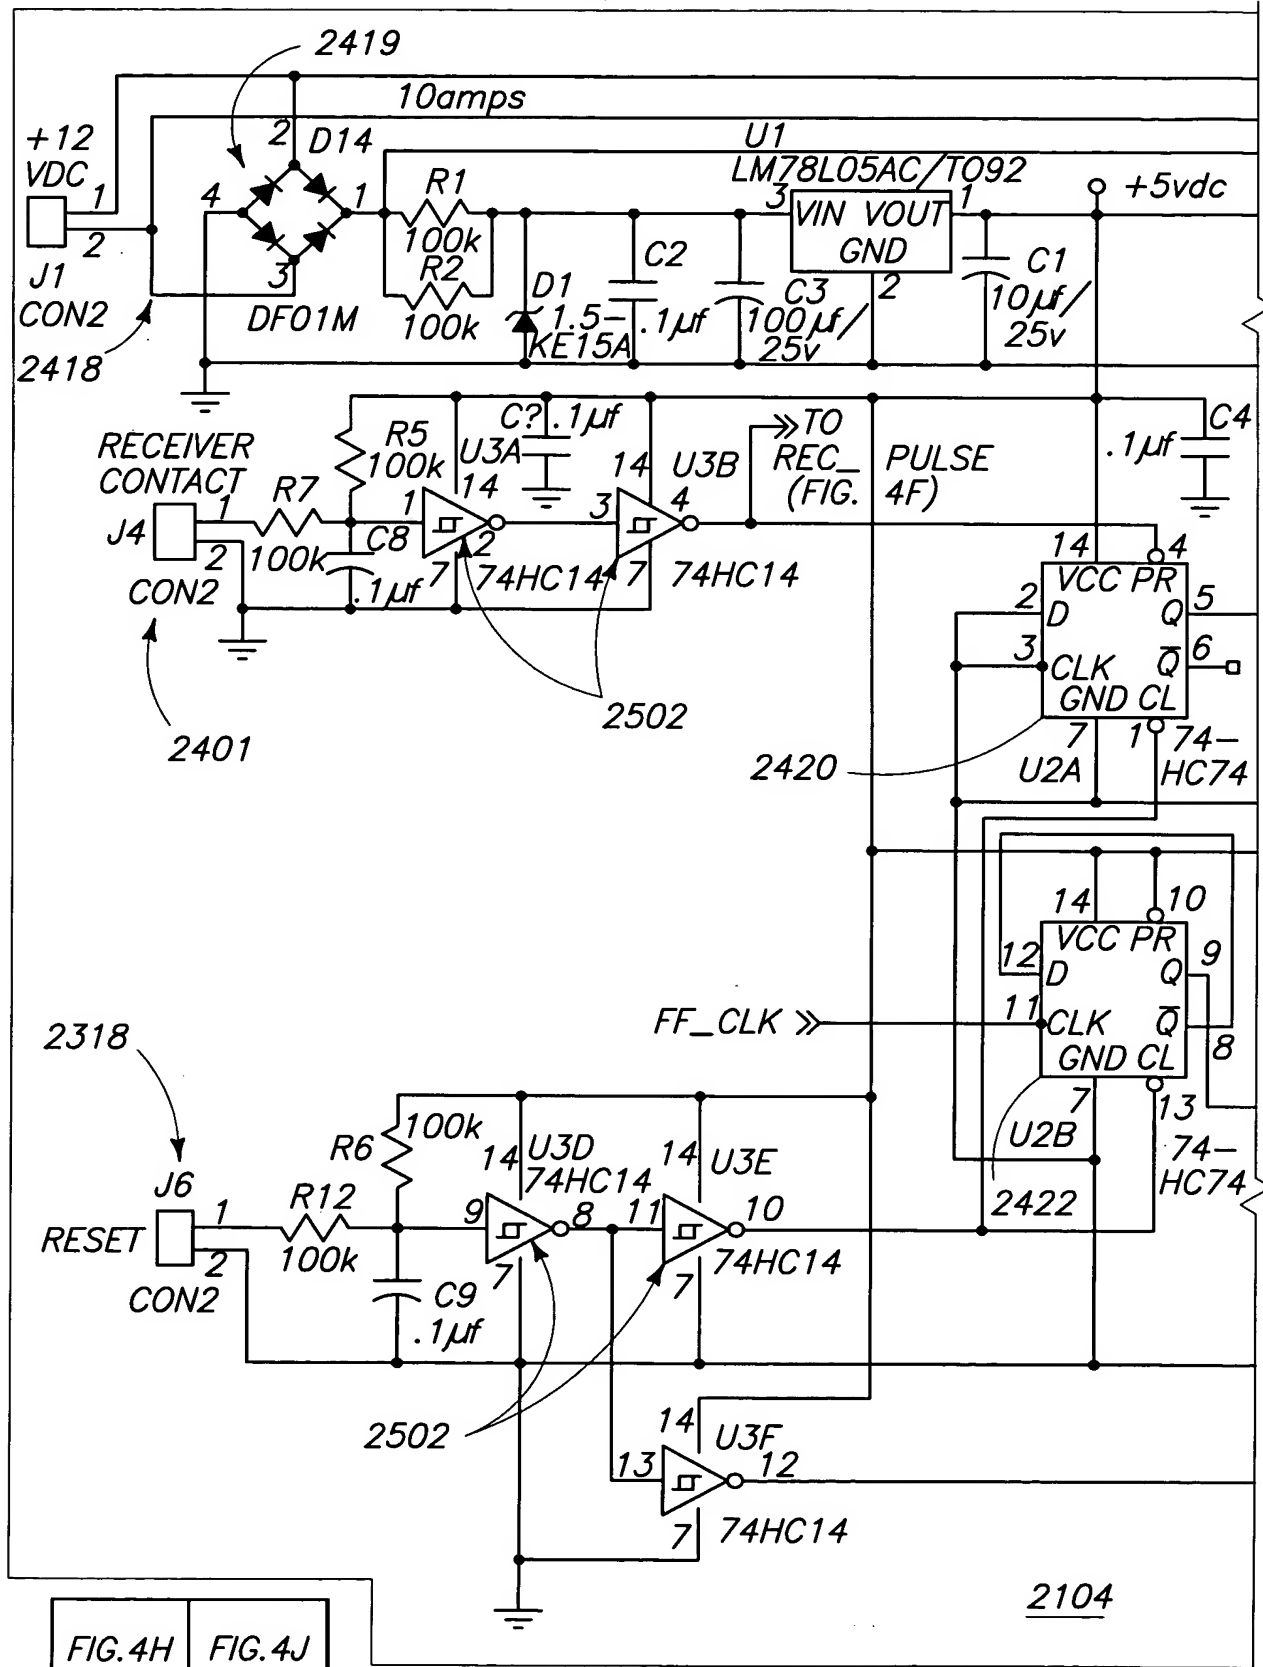 2419
10amps
+12
VDC
1
2
J1
CON2
2418
2
D14
4
1
3
DF01M
R1
100k
R2
100k
D1
1.5-
KE15A
C2
.1µf
C3
100µf/
25v
U1
LM78L05AC/TO92
3
VIN VOUT
GND
1
2
+5vdc
C1
10µf/
25v
RECEIVER
CONTACT
J4
1
2
CON2
2401
R7
100k
R5
100k
C8
.1µf
U3A
14
1
2
7
74HC14
C? .1µf
2502
U3B
14
3
4
7
74HC14
TO
REC_ PULSE
(FIG. 4F)
C4
.1µf
14
4
VCC PR
2
D
Q
5
3
CLK
Q̅
6
GND CL
7
1
74-
HC74
U2A
2420
14
10
VCC PR
12
D
Q
9
FF_CLK
11
CLK
Q̅
8
GND CL
7
13
74-
HC74
U2B
2422
2318
J6
RESET
1
2
CON2
R12
100k
R6
100k
C9
.1µf
U3D
14
74HC14
9
8
7
U3E
14
11
10
74HC14
7
2502
14
U3F
13
12
7
74HC14
2104
FIG.4H
FIG.4J